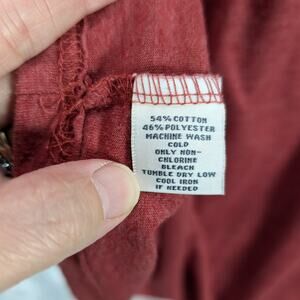 54% COTTON
46% POLYESTER
MACHINE WASH
COLD
ONLY NON-
CHLORINE
BLEACH
TUMBLE DRY LOW
COOL IRON
IF NEEDED